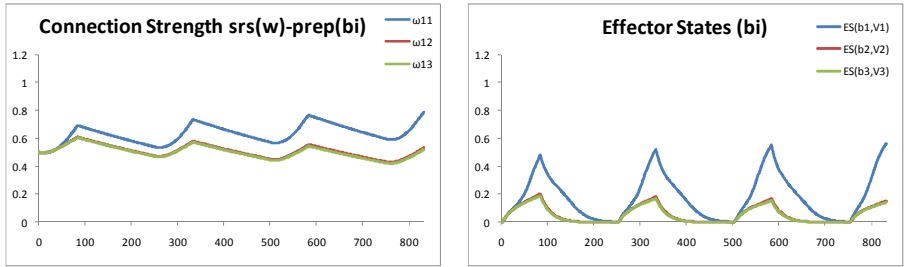 Connection Strength srs(w)-prep(bi)
ω11
ω12
ω13
1.2
1
0.8
0.6
0.4
0.2
0
0 100 200 300 400 500 600 700 800
Effector States (bi)
ES(b1,V1)
ES(b2,V2)
ES(b3,V3)
1.2
1
0.8
0.6
0.4
0.2
0
0 100 200 300 400 500 600 700 800